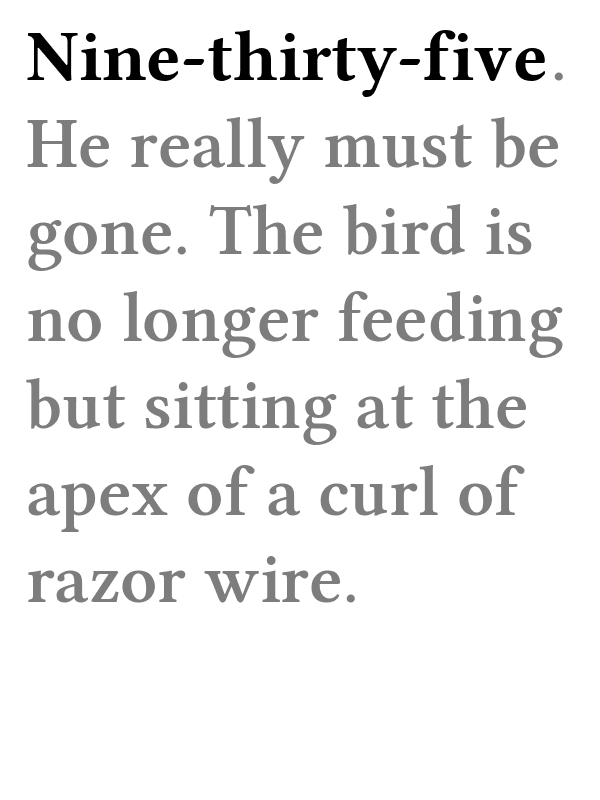 Nine-thirty-five.
He really must be
gone. The bird is
no longer feeding
but sitting at the
apex of a curl of
razor wire.